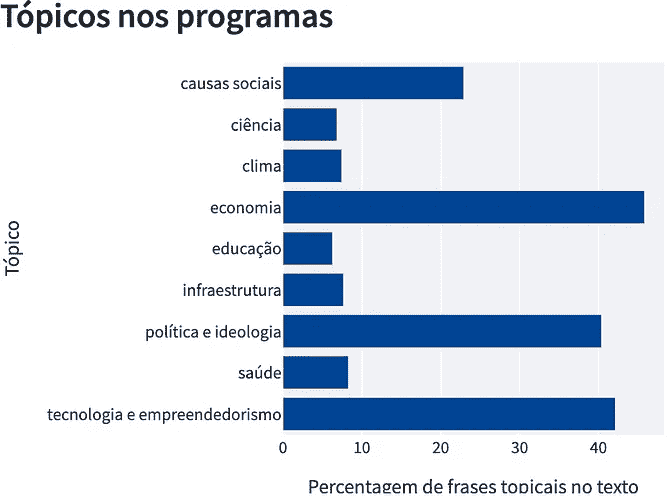 Tópicos nos programas
causas sociais
ciência
clima
economia
educação
infraestrutura
política e ideologia
saúde
tecnologia e empreendedorismo
Tópico
0 10 20 30 40
Percentagem de frases topicais no texto